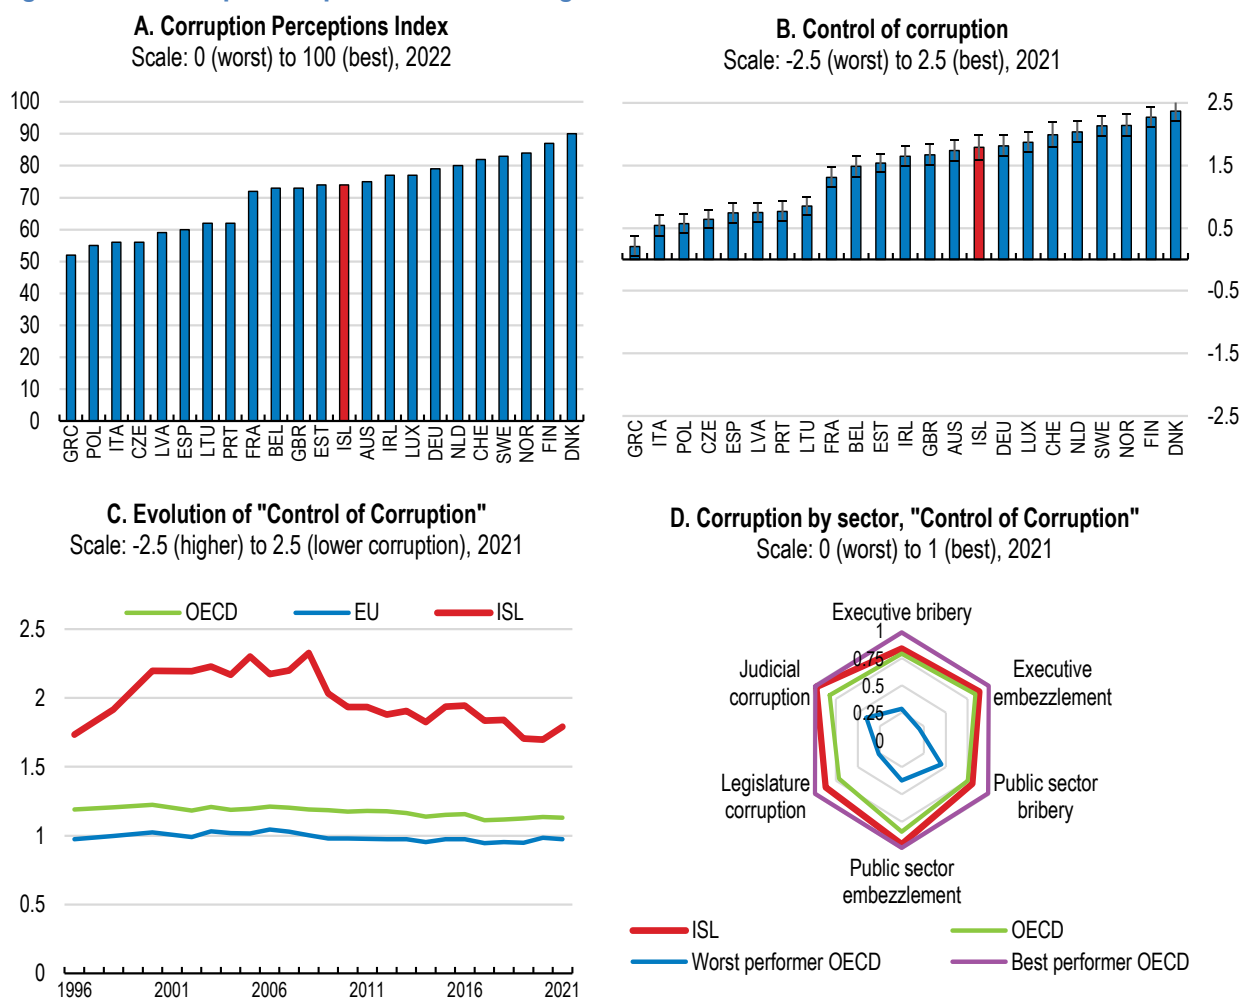 A. Corruption Perceptions Index
Scale: 0 (worst) to 100 (best), 2022
100
90
80
70
60
50
40
30
20
10
0
GRC POL ITA CZE LVA ESP LTU PRT FRA BEL GBR EST ISL AUS IRL LUX DEU NLD CHE SWE NOR FIN DNK
B. Control of corruption
Scale: -2.5 (worst) to 2.5 (best), 2021
2.5
1.5
0.5
-0.5
-1.5
-2.5
GRC ITA POL CZE ESP LVA PRT LTU FRA BEL EST IRL GBR AUS ISL DEU LUX CHE NLD SWE NOR FIN DNK
C. Evolution of "Control of Corruption"
Scale: -2.5 (higher) to 2.5 (lower corruption), 2021
OECD EU ISL
2.5
2
1.5
1
0.5
0
1996 2001 2006 2011 2016 2021
D. Corruption by sector, "Control of Corruption"
Scale: 0 (worst) to 1 (best), 2021
Executive bribery
1
0.75
0.5
0.25
0
Executive
embezzlement
Public sector
bribery
Public sector
embezzlement
Legislature
corruption
Judicial
corruption
ISL OECD
Worst performer OECD Best performer OECD